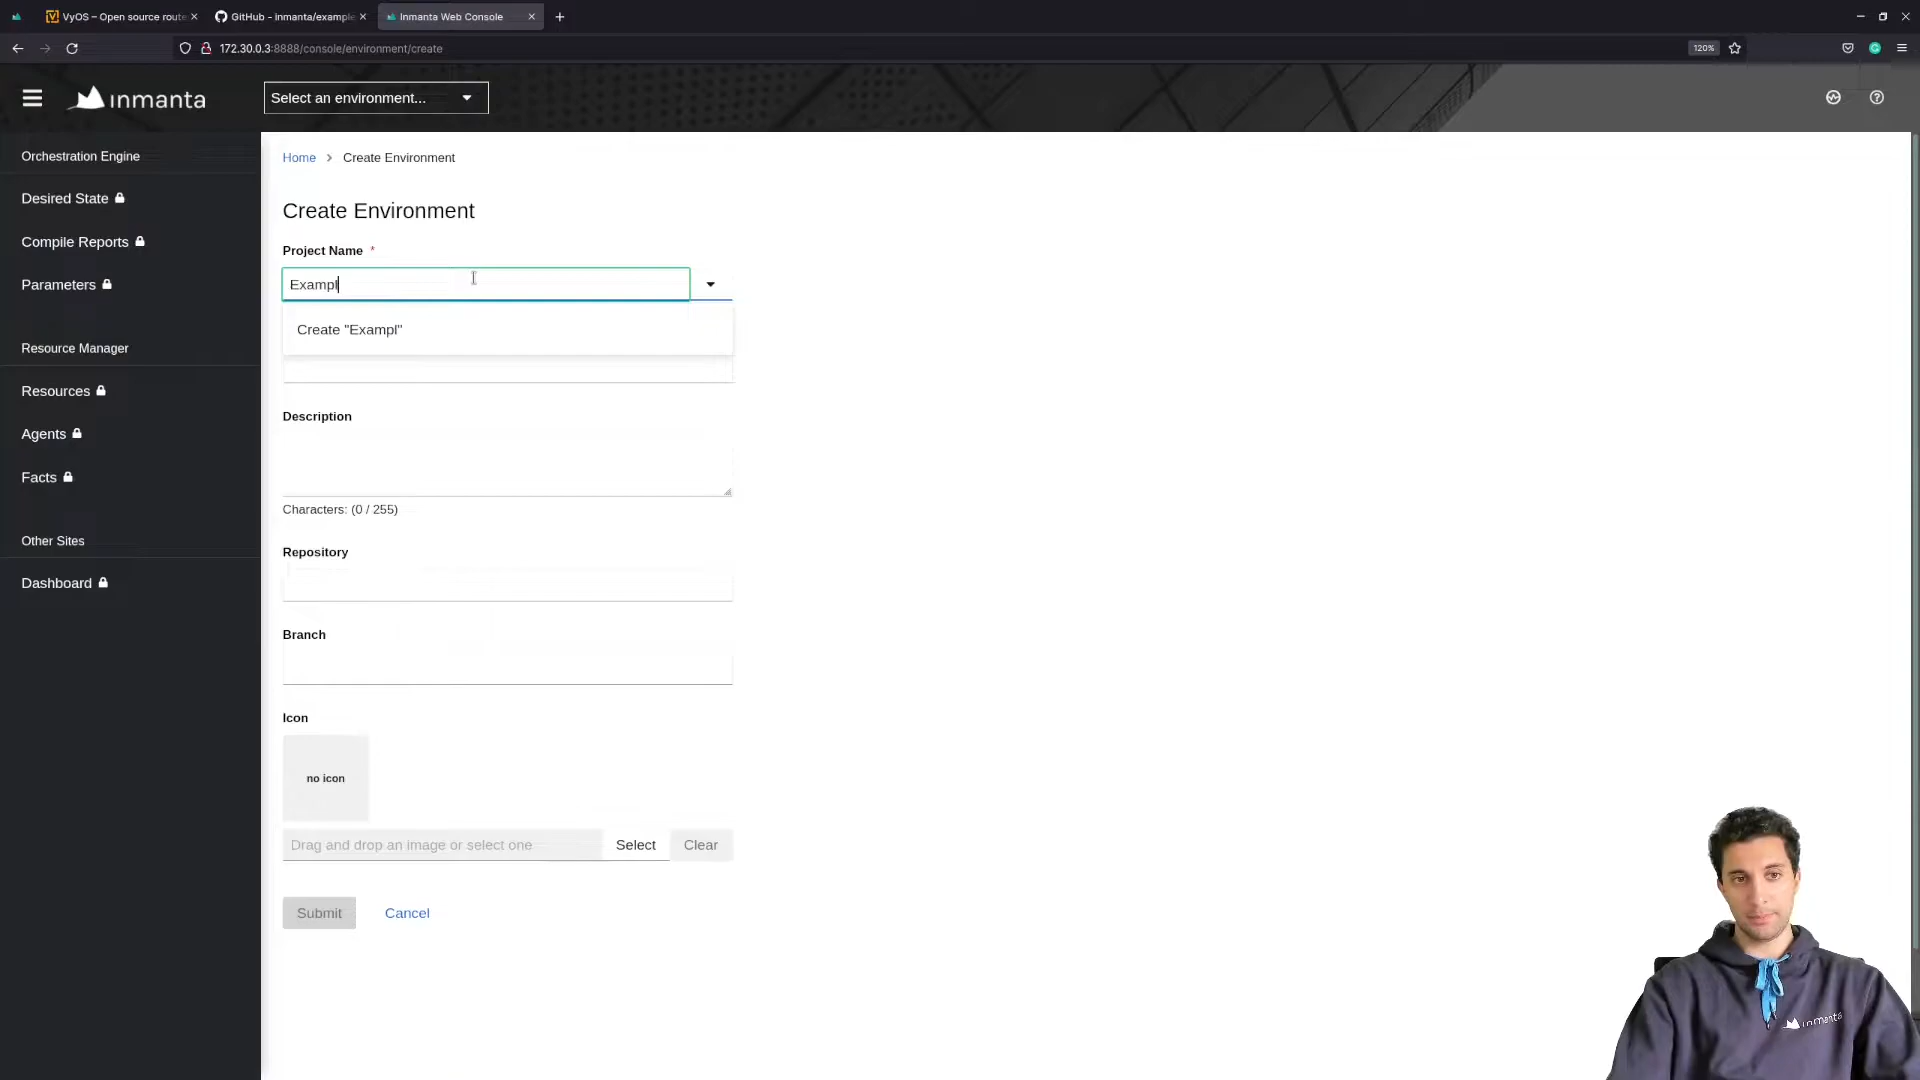 VyOS – Open source route
GitHub - inmanta/example
Inmanta Web Console
172.30.0.3:8888/console/environment/create
120%
inmanta
Select an environment...
Orchestration Engine
Desired State
Compile Reports
Parameters
Resource Manager
Resources
Agents
Facts
Other Sites
Dashboard
Home > Create Environment
Create Environment
Project Name *
Exampl
Create "Exampl"
Description
Characters: (0 / 255)
Repository
Branch
Icon
no icon
Drag and drop an image or select one
Select
Clear
Submit
Cancel
inmanta